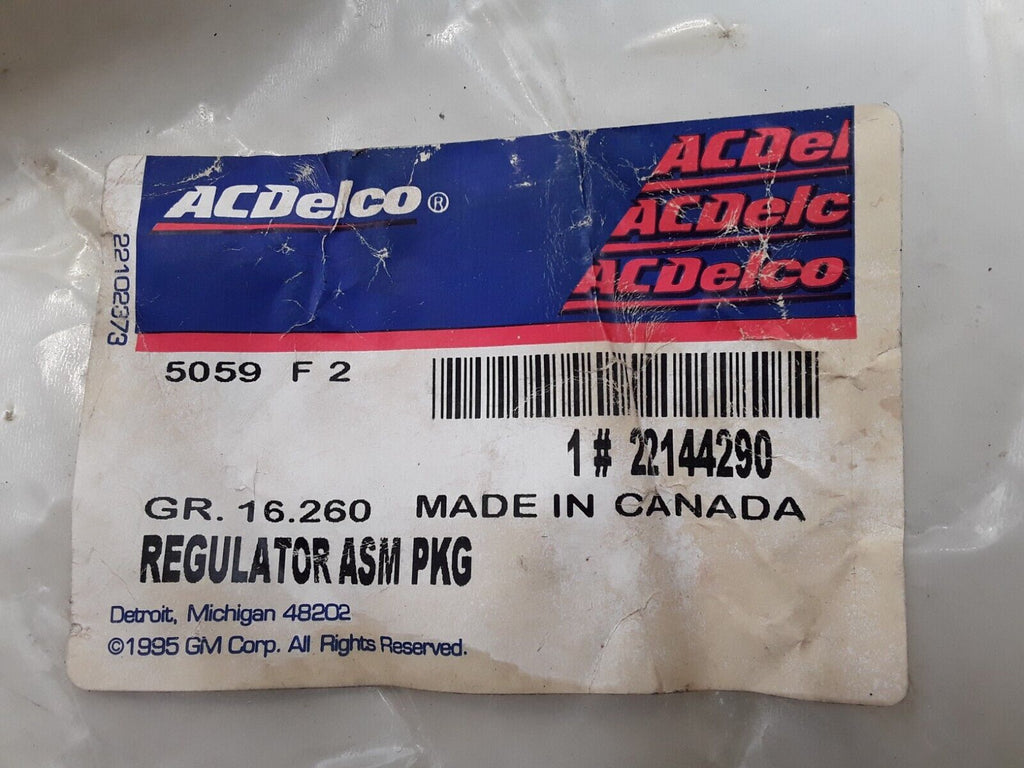 ACDelco®
ACDel
ACDelc
ACDelco
22102373
5059 F 2
1 # 22144290
GR. 16.260 MADE IN CANADA
REGULATOR ASM PKG
Detroit, Michigan 48202
©1995 GM Corp. All Rights Reserved.